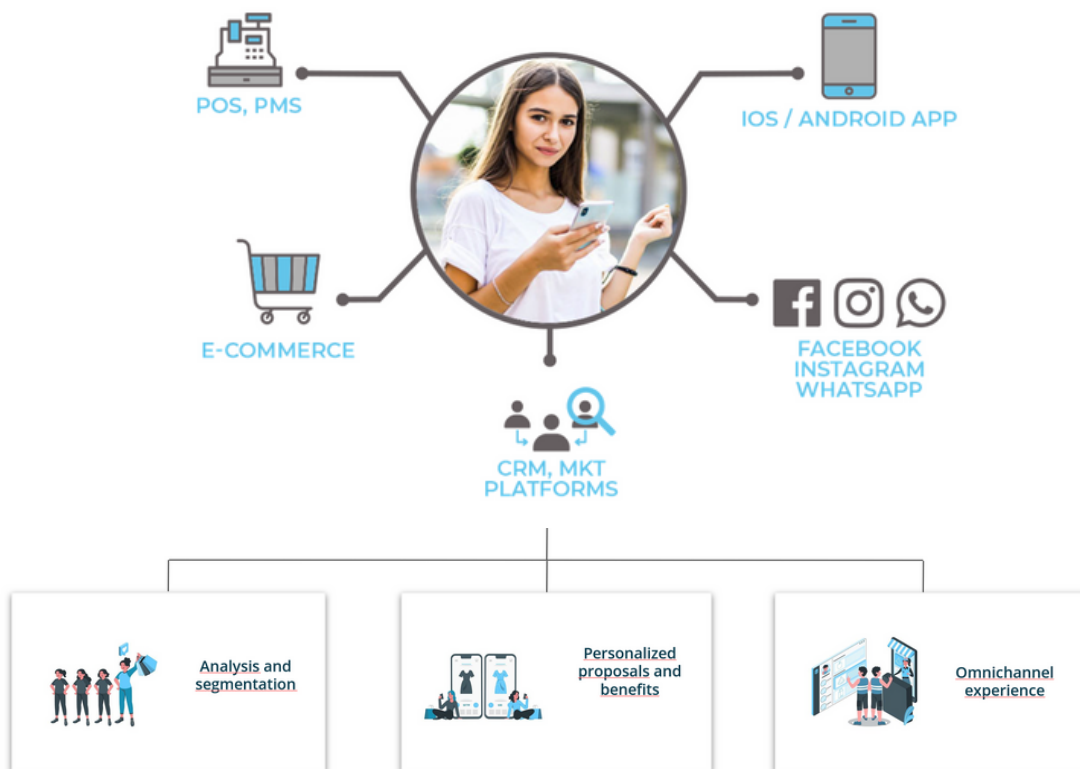 POS, PMS
IOS / ANDROID APP
E-COMMERCE
FACEBOOK
INSTAGRAM
WHATSAPP
CRM, MKT
PLATFORMS
Analysis and
segmentation
Personalized
proposals and
benefits
Omnichannel
experience